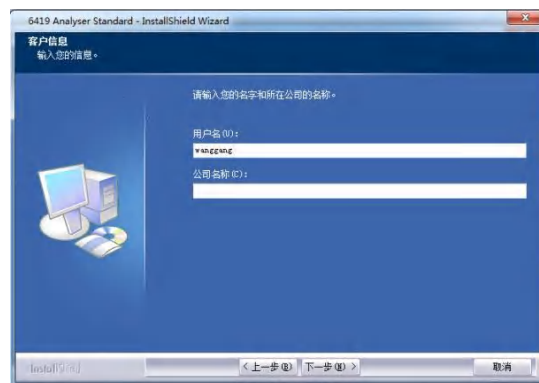 6419 Analyser Standard - InstallShield Wizard
客户信息
输入您的信息。
请输入您的名字和所在公司的名称。
用户名(U):
wanggang
公司名称(C):
InstallShield
< 上一步(B)
下一步(N) >
取消